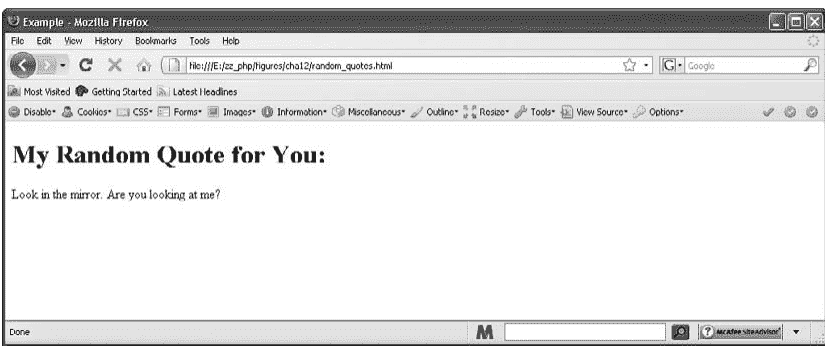 Example - Mozilla Firefox
File Edit View History Bookmarks Tools Help
file:///E:/zz_php/figures/cha12/random_quotes.html G Google
Most Visited Getting Started Latest Headlines
Disable Cookies CSS Forms Images Information Miscellaneous Outline Resize Tools View Source Options
My Random Quote for You:
Look in the mirror. Are you looking at me?
Done M McAfee SiteAdvisor